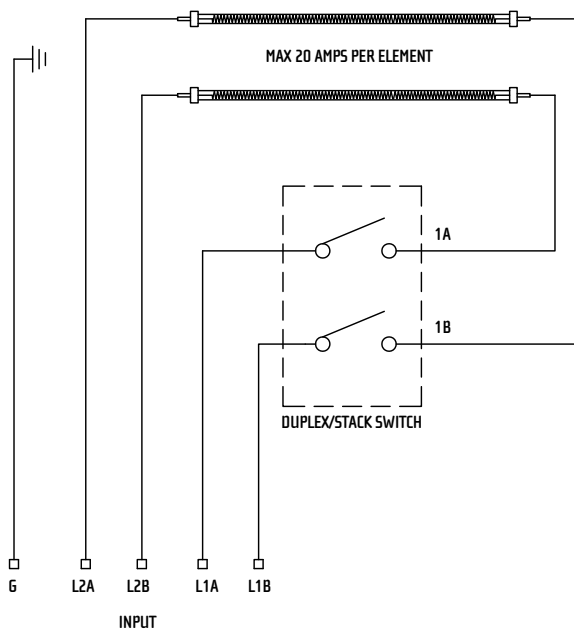 MAX 20 AMPS PER ELEMENT
1A
1B
DUPLEX/STACK SWITCH
G L2A L2B L1A L1B
INPUT